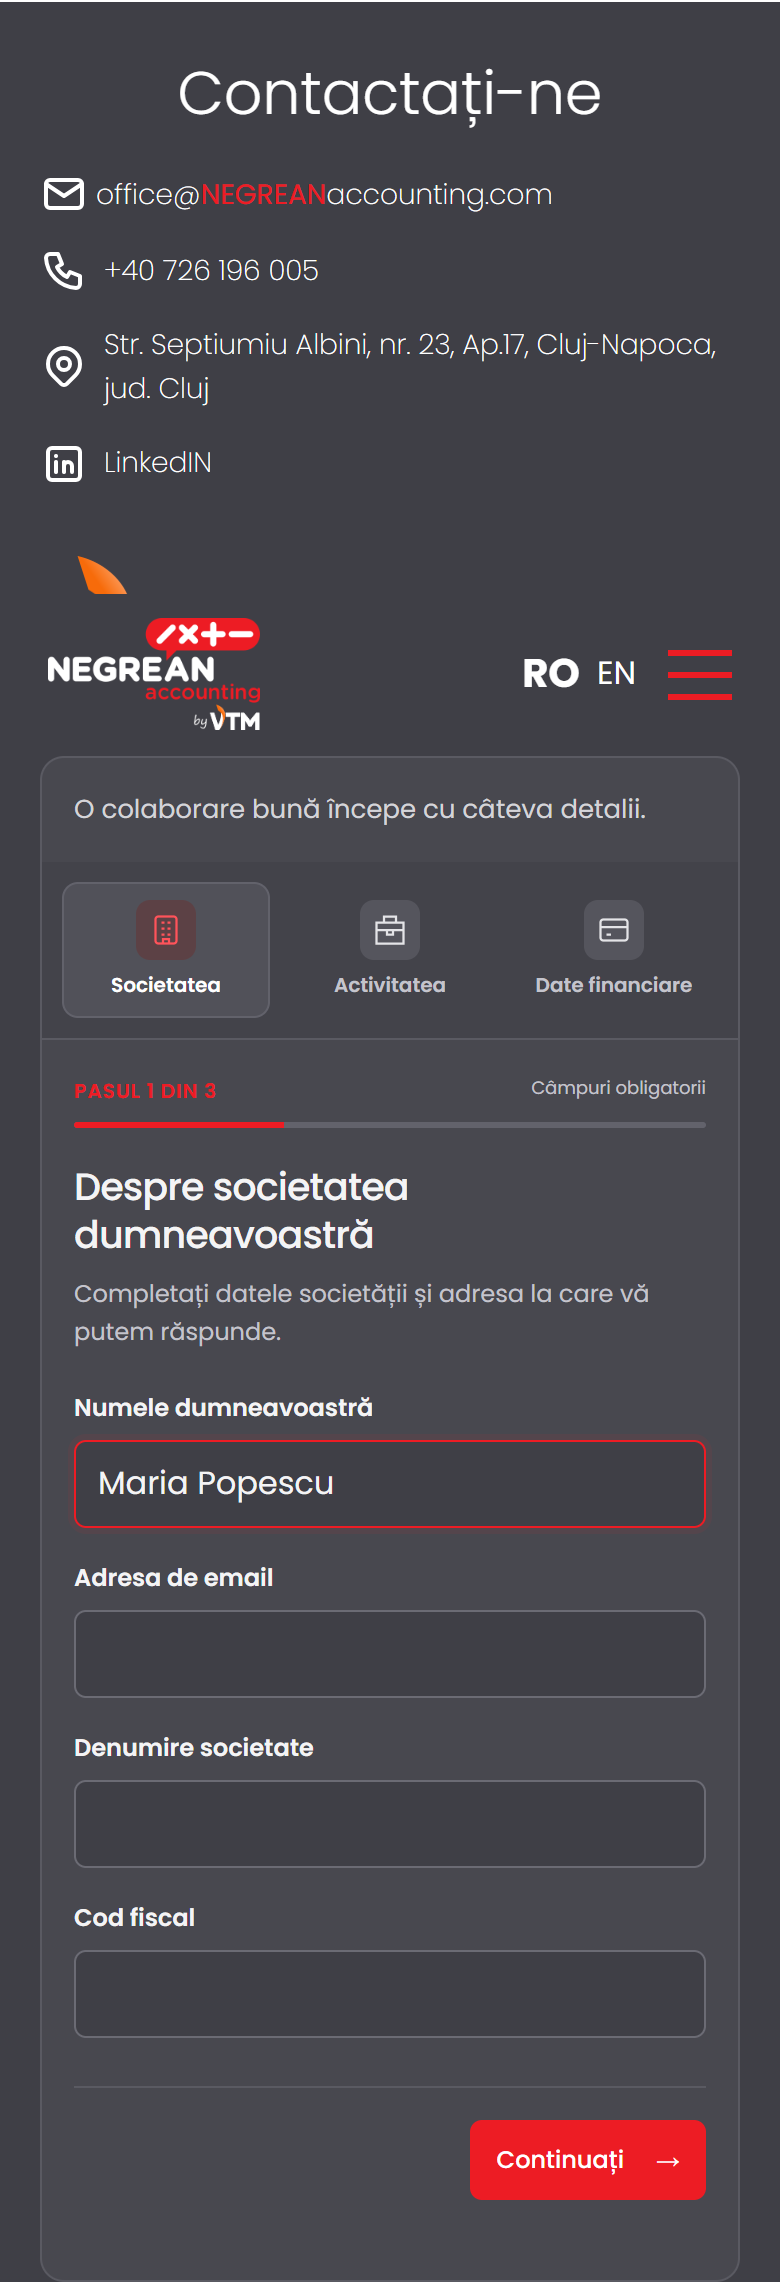 Contactați-ne
office@NEGREANaccounting.com
+40 726 196 005
Str. Septiumiu Albini, nr. 23, Ap.17, Cluj-Napoca,
jud. Cluj
LinkedIN
/x+-
NEGREAN
accounting
by VTM
RO EN
O colaborare bună începe cu câteva detalii.
Societatea
Activitatea
Date financiare
PASUL 1 DIN 3
Câmpuri obligatorii
Despre societatea
dumneavoastră
Completați datele societății și adresa la care vă
putem răspunde.
Numele dumneavoastră
Maria Popescu
Adresa de email
Denumire societate
Cod fiscal
Continuați →